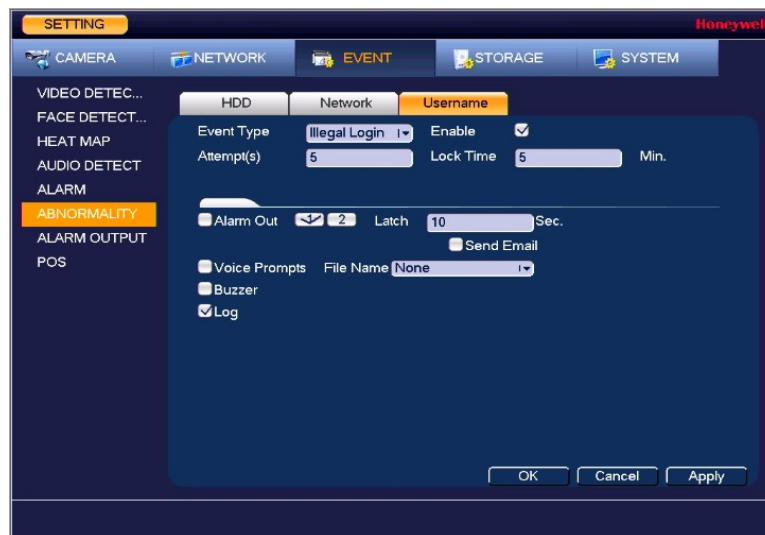 SETTING
Honeywell
CAMERA NETWORK EVENT STORAGE SYSTEM
VIDEO DETEC...
FACE DETECT...
HEAT MAP
AUDIO DETECT
ALARM
ABNORMALITY
ALARM OUTPUT
POS
HDD Network Username
Event Type Illegal Login Enable
Attempt(s) 5 Lock Time 5 Min.
Alarm Out 1 2 Latch 10 Sec.
Send Email
Voice Prompts File Name None
Buzzer
Log
OK Cancel Apply